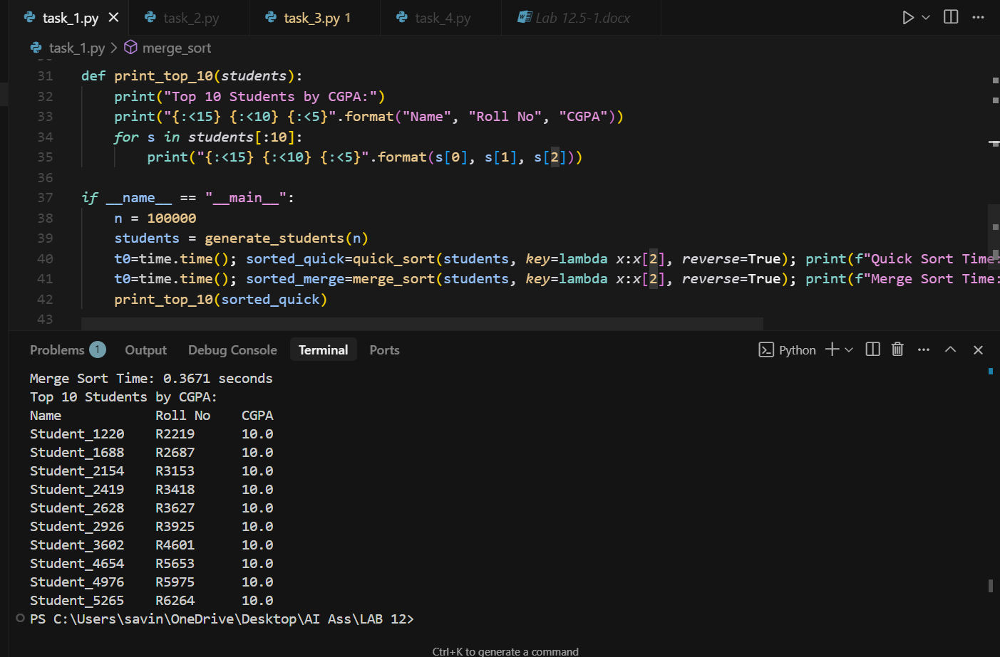 task_1.py
task_2.py
task_3.py 1
task_4.py
Lab 12.5-1.docx
task_1.py > merge_sort
31 def print_top_10(students):
32 print("Top 10 Students by CGPA:")
33 print("{:<15} {:<10} {:<5}".format("Name", "Roll No", "CGPA"))
34 for s in students[:10]:
35 print("{:<15} {:<10} {:<5}".format(s[0], s[1], s[2]))
36
37 if __name__ == "__main__":
38 n = 100000
39 students = generate_students(n)
40 t0=time.time(); sorted_quick=quick_sort(students, key=lambda x:x[2], reverse=True); print(f"Quick Sort Time:
41 t0=time.time(); sorted_merge=merge_sort(students, key=lambda x:x[2], reverse=True); print(f"Merge Sort Time:
42 print_top_10(sorted_quick)
43
Problems 1 Output Debug Console Terminal Ports Python
Merge Sort Time: 0.3671 seconds
Top 10 Students by CGPA:
Name Roll No CGPA
Student_1220 R2219 10.0
Student_1688 R2687 10.0
Student_2154 R3153 10.0
Student_2419 R3418 10.0
Student_2628 R3627 10.0
Student_2926 R3925 10.0
Student_3602 R4601 10.0
Student_4654 R5653 10.0
Student_4976 R5975 10.0
Student_5265 R6264 10.0
PS C:\Users\savin\OneDrive\Desktop\AI Ass\LAB 12>
Ctrl+K to generate a command